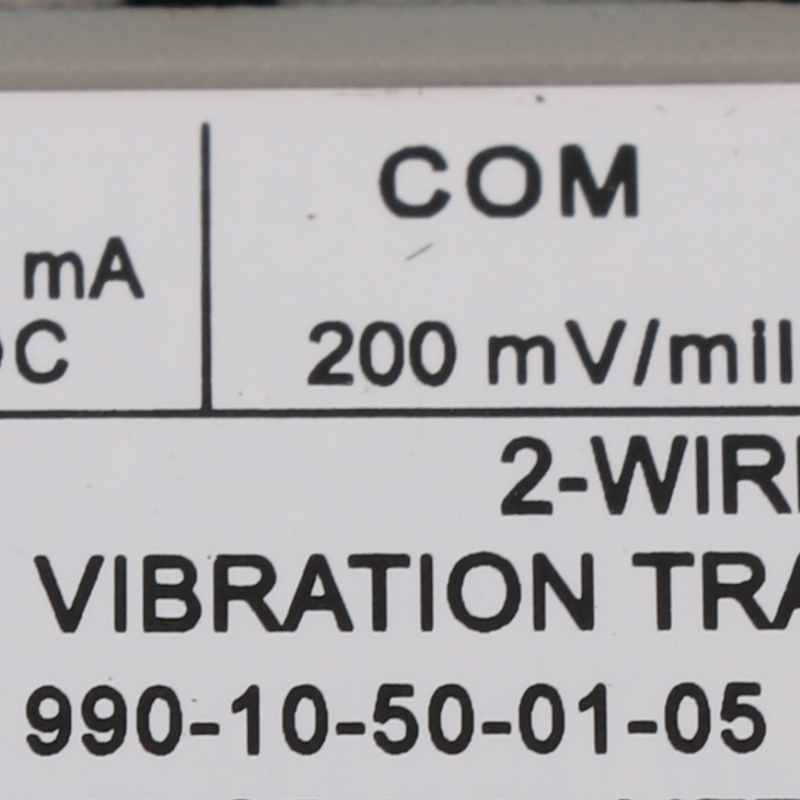 COM
mA
200 mV/mil
2-WIR
VIBRATION TRA
990-10-50-01-05